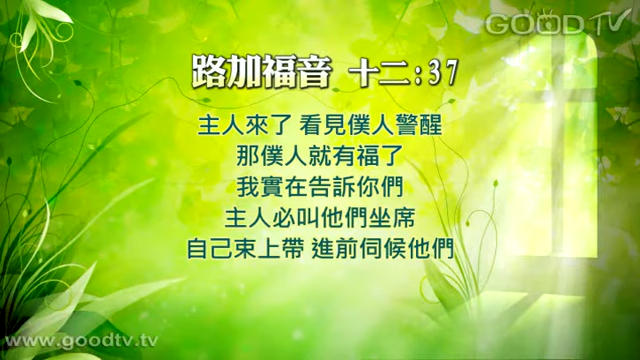 GOOD TV
路加福音 十二:37
主人來了 看見僕人警醒
那僕人就有福了
我實在告訴你們
主人必叫他們坐席
自己束上帶 進前伺候他們
www.goodtv.tv